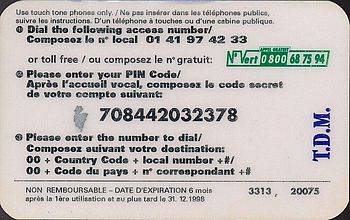 Use touch tone phones only. / Ne pas insérer dans les téléphones publics,
suivre les instructions. D'un téléphone à touches ou d'une cabine publique.
❶ Dial the following access number/
Composez le n° local 01 41 97 42 33
or toll free / ou composez le n° gratuit:
APPEL GRATUIT
N°Vert 0 800 68 75 94
❷ Please enter your PIN Code/
Après l'accueil vocal, composez le code secret
de votre compte suivant:
708442032378
❸ Please enter the number to dial/
Composez suivant votre destination:
00 + Country Code + local number +#/
00 + Code du pays + n° correspondant +#
T.D.M.
NON REMBOURSABLE - DATE D'EXPIRATION 6 mois
après la 1ère utilisation et au plus tard le 31.12.1998
3313, 20075